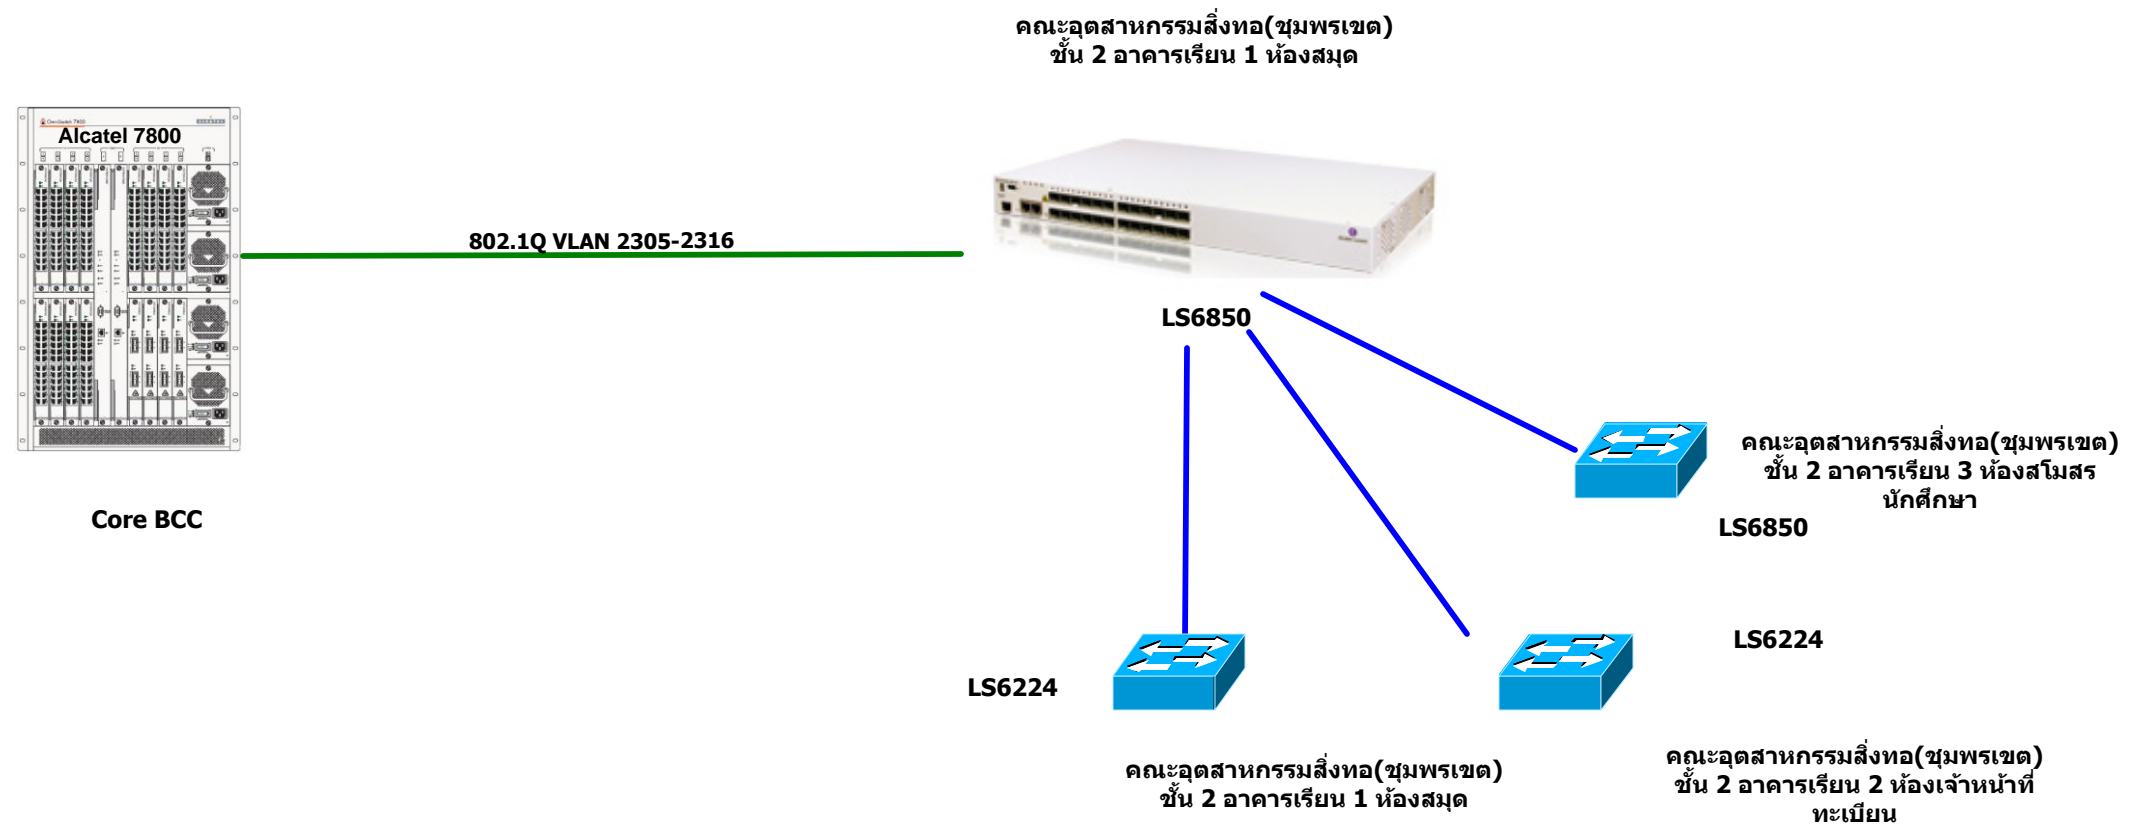 คณะอุตสาหกรรมสิ่งทอ(ชุมพรเขต)
ชั้น 2 อาคารเรียน 1 ห้องสมุด
OmniSwitch 7800
ALCATEL
Alcatel 7800
802.1Q VLAN 2305-2316
LS6850
คณะอุตสาหกรรมสิ่งทอ(ชุมพรเขต)
ชั้น 2 อาคารเรียน 3 ห้องสโมสร
นักศึกษา
LS6850
Core BCC
LS6224
LS6224
คณะอุตสาหกรรมสิ่งทอ(ชุมพรเขต)
ชั้น 2 อาคารเรียน 1 ห้องสมุด
คณะอุตสาหกรรมสิ่งทอ(ชุมพรเขต)
ชั้น 2 อาคารเรียน 2 ห้องเจ้าหน้าที่
ทะเบียน